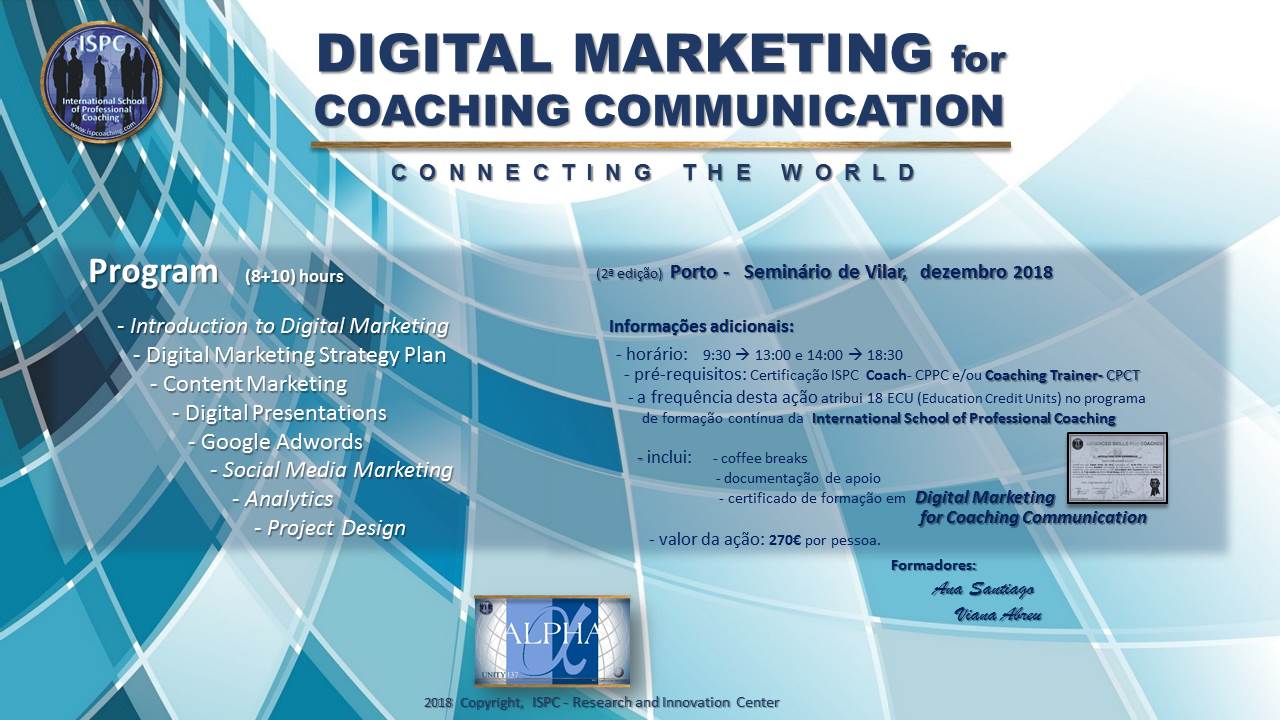 ISPC
International School
of Professional
Coaching
www.ispcoaching.com
DIGITAL MARKETING for
COACHING COMMUNICATION
CONNECTING THE WORLD
Program (8+10) hours
- Introduction to Digital Marketing
- Digital Marketing Strategy Plan
- Content Marketing
- Digital Presentations
- Google Adwords
- Social Media Marketing
- Analytics
- Project Design
(2ª edição) Porto - Seminário de Vilar, dezembro 2018
Informações adicionais:
- horário: 9:30 → 13:00 e 14:00 → 18:30
- pré-requisitos: Certificação ISPC Coach- CPPC e/ou Coaching Trainer- CPCT
- a frequência desta ação atribui 18 ECU (Education Credit Units) no programa
de formação contínua da International School of Professional Coaching
- inclui: - coffee breaks
- documentação de apoio
- certificado de formação em Digital Marketing
for Coaching Communication
- valor da ação: 270€ por pessoa.
Formadores:
Ana Santiago
Viana Abreu
ALPHA
α
UNITY 137
2018 Copyright, ISPC - Research and Innovation Center